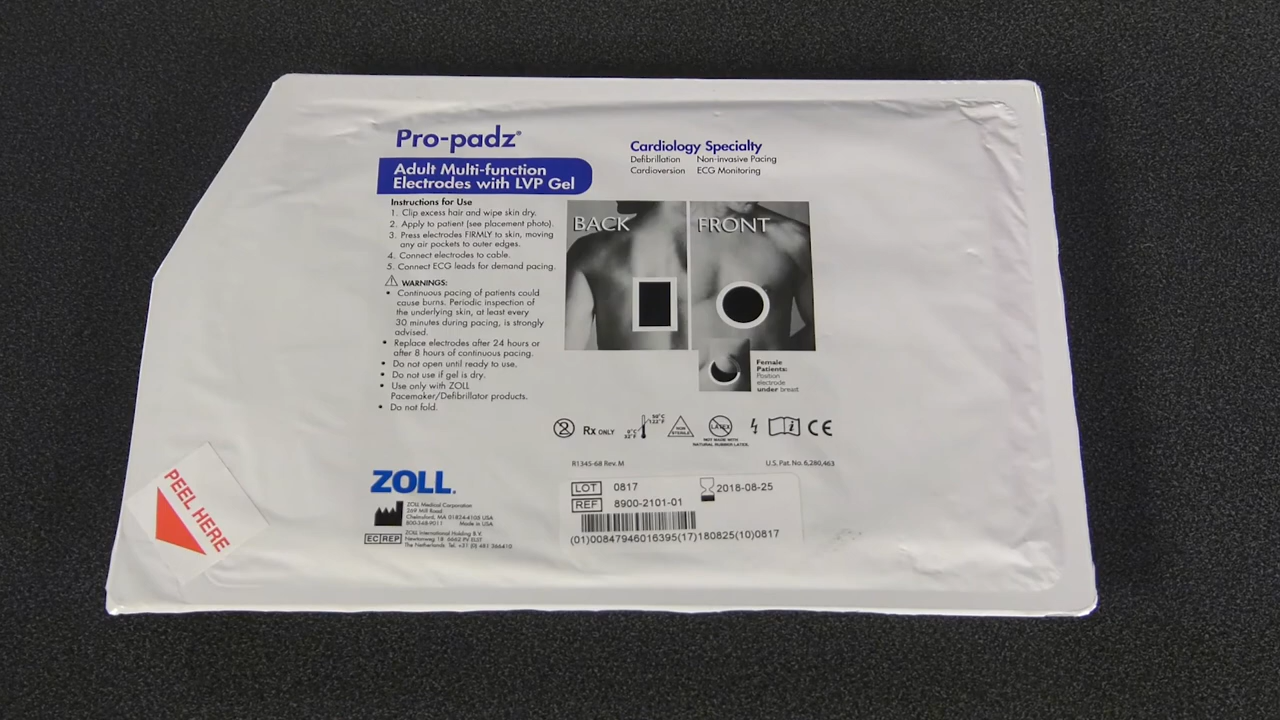 Pro-padz®
Adult Multi-function
Electrodes with LVP Gel
Instructions for Use
1. Clip excess hair and wipe skin dry.
2. Apply to patient (see placement photo).
3. Press electrodes FIRMLY to skin, moving
any air pockets to outer edges.
4. Connect electrodes to cable.
5. Connect ECG leads for demand pacing.
WARNINGS:
• Continuous pacing of patients could
cause burns. Periodic inspection of
the underlying skin, at least every
30 minutes during pacing, is strongly
advised.
• Replace electrodes after 24 hours or
after 8 hours of continuous pacing.
• Do not open until ready to use.
• Do not use if gel is dry.
• Use only with ZOLL
Pacemaker/Defibrillator products.
• Do not fold.
Cardiology Specialty
Defibrillation Non-invasive Pacing
Cardioversion ECG Monitoring
BACK FRONT
Female
Patients:
Position
electrode
under breast
2 Rx ONLY 0°C 32°F 50°C 122°F NON STERILE LATEX i CE
NOT MADE WITH
NATURAL RUBBER LATEX.
R1345-68 Rev. M U.S. Pat. No. 6,280,463
PEEL HERE
ZOLL®
ZOLL Medical Corporation
269 Mill Road
Chelmsford, MA 01824-4105 USA
800-348-9011 Made in USA
EC REP ZOLL International Holding B.V.
Newtonweg 18 6662 PV ELST
The Netherlands Tel. +31 (0) 481 366410
LOT 0817 2018-08-25
REF 8900-2101-01
(01)00847946016395(17)180825(10)0817